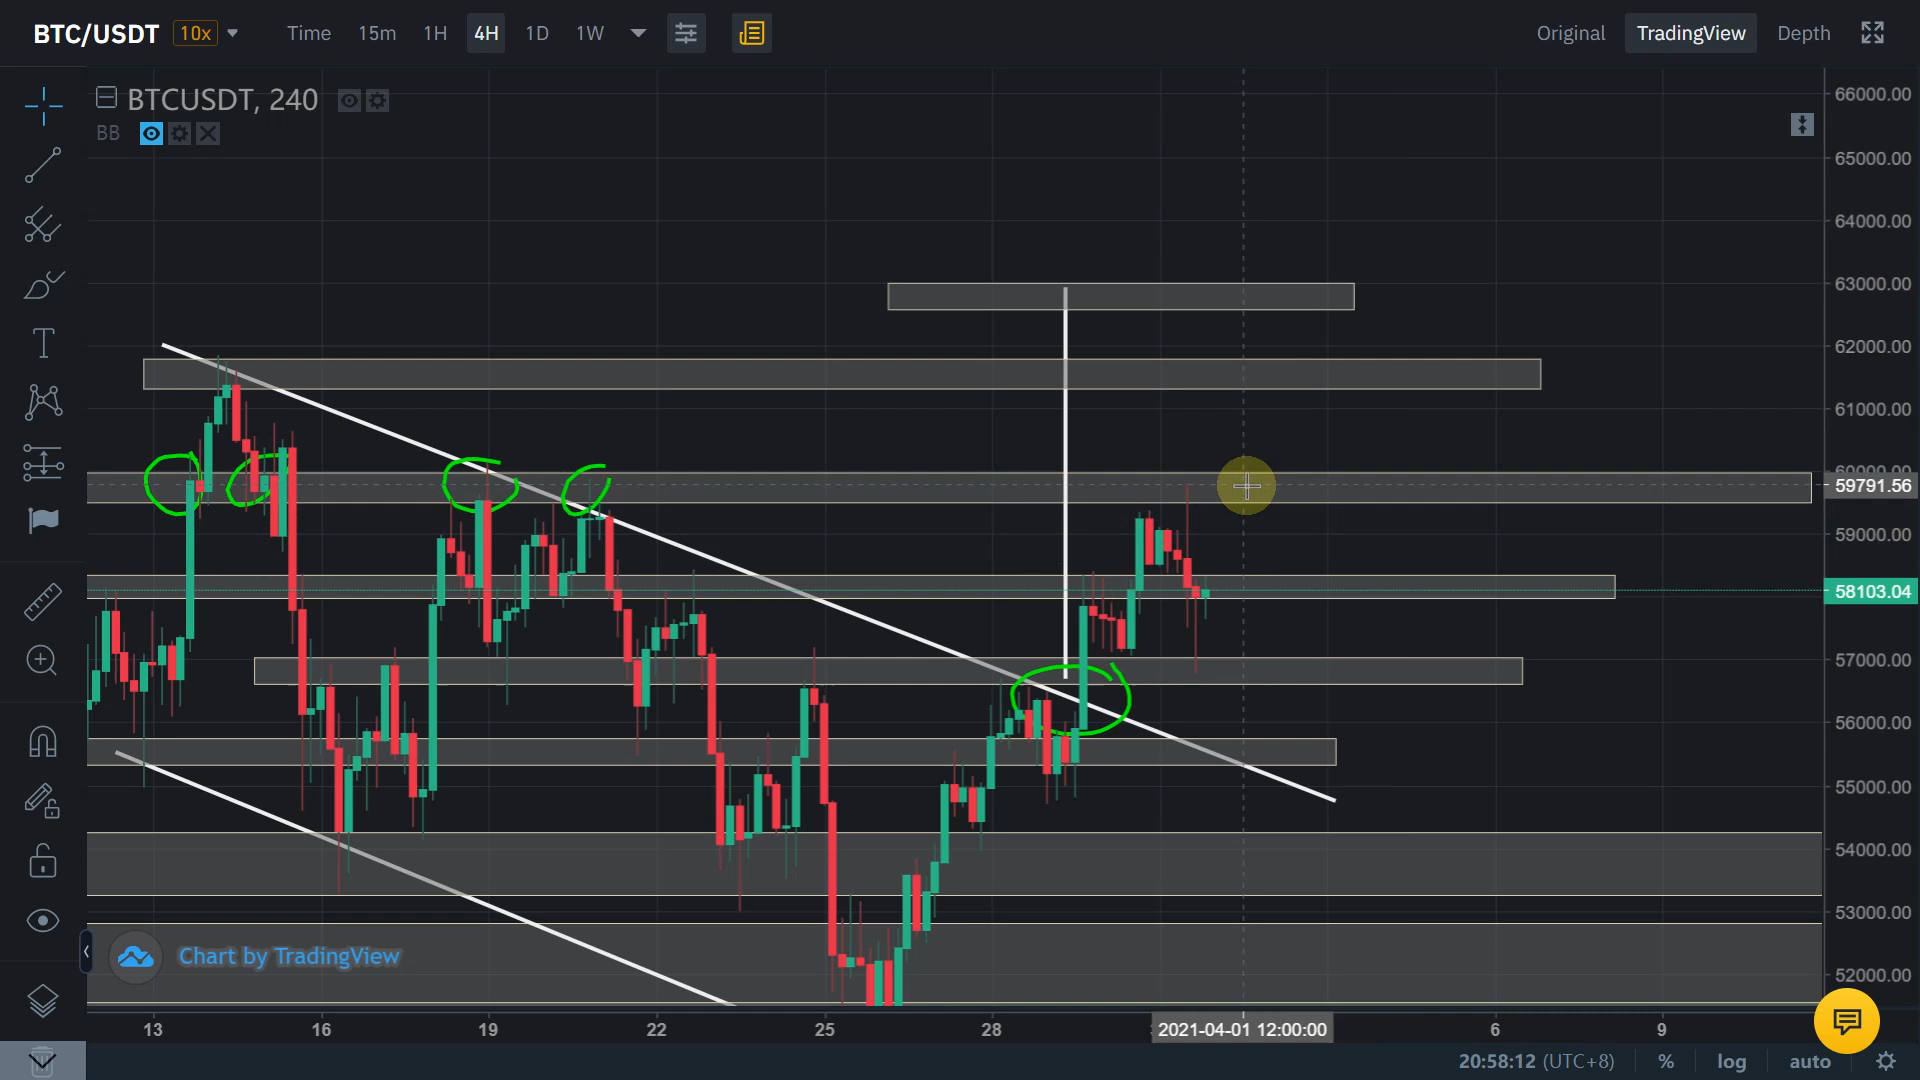 BTC/USDT 10x Time 15m 1H 4H 1D 1W Original TradingView Depth
BTCUSDT, 240
BB
66000.00
65000.00
64000.00
63000.00
62000.00
61000.00
60000.00
59791.56
59000.00
58103.04
57000.00
56000.00
55000.00
54000.00
53000.00
52000.00
Chart by TradingView
13 16 19 22 25 28 2021-04-01 12:00:00 6 9
20:58:12 (UTC+8) % log auto